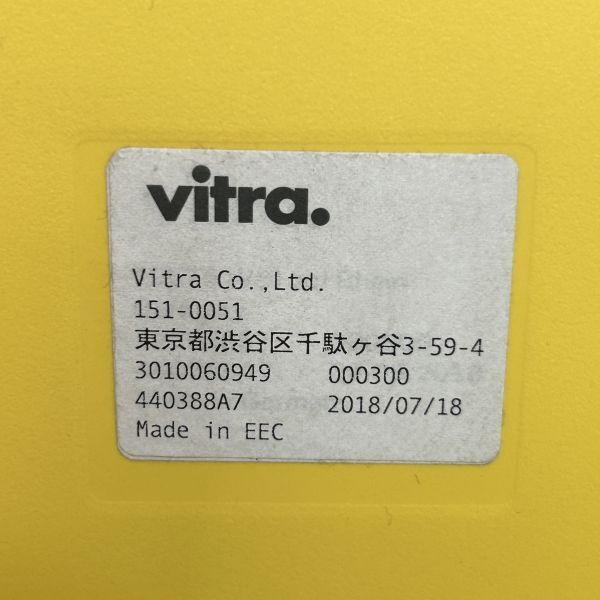 vitra.
Vitra Co.,Ltd.
151-0051
東京都渋谷区千駄ヶ谷3-59-4
3010060949 000300
440388A7 2018/07/18
Made in EEC